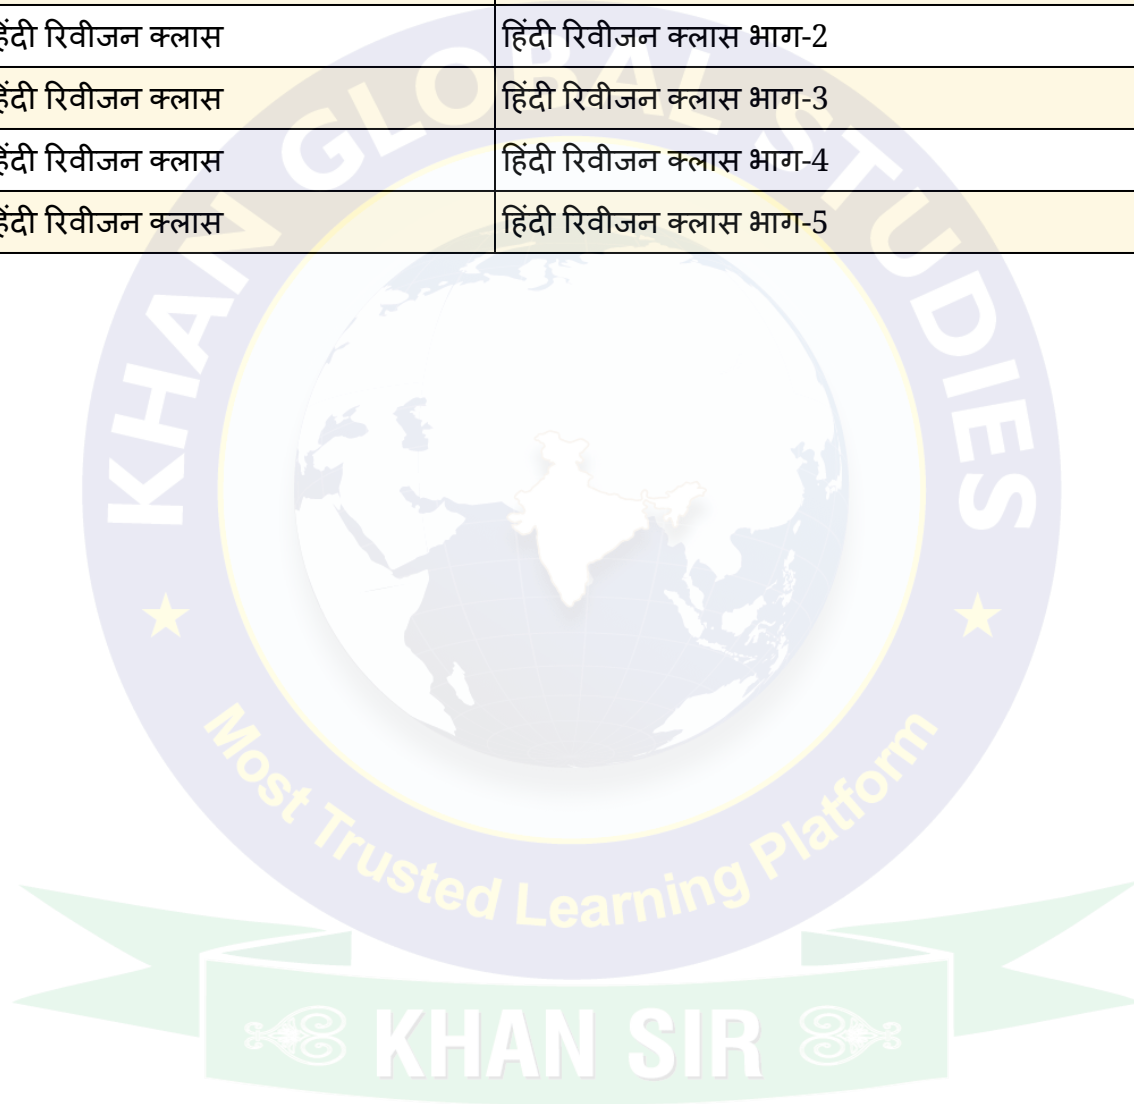 हिंदी रिवीजन क्लास हिंदी रिवीजन क्लास भाग-2
हिंदी रिवीजन क्लास हिंदी रिवीजन क्लास भाग-3
हिंदी रिवीजन क्लास हिंदी रिवीजन क्लास भाग-4
हिंदी रिवीजन क्लास हिंदी रिवीजन क्लास भाग-5
KHAN GLOBAL STUDIES
Most Trusted Learning Platform
KHAN SIR